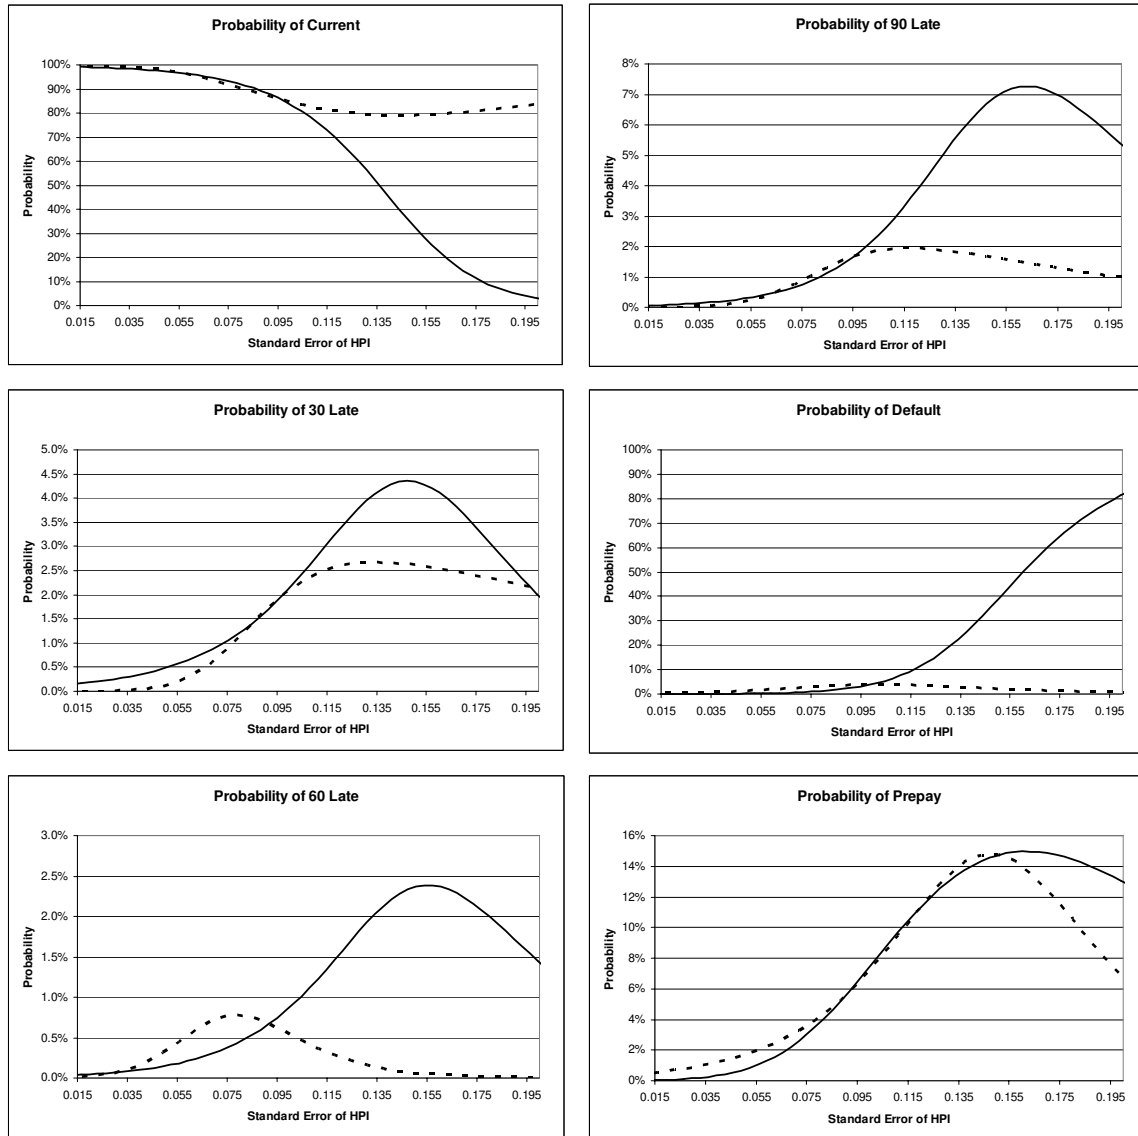 Probability of Current
100%
90%
80%
70%
60%
50%
40%
30%
20%
10%
0%
Probability
0.015 0.035 0.055 0.075 0.095 0.115 0.135 0.155 0.175 0.195
Standard Error of HPI
Probability of 90 Late
8%
7%
6%
5%
4%
3%
2%
1%
0%
Probability
0.015 0.035 0.055 0.075 0.095 0.115 0.135 0.155 0.175 0.195
Standard Error of HPI
Probability of 30 Late
5.0%
4.5%
4.0%
3.5%
3.0%
2.5%
2.0%
1.5%
1.0%
0.5%
0.0%
Probability
0.015 0.035 0.055 0.075 0.095 0.115 0.135 0.155 0.175 0.195
Standard Error of HPI
Probability of Default
100%
90%
80%
70%
60%
50%
40%
30%
20%
10%
0%
Probability
0.015 0.035 0.055 0.075 0.095 0.115 0.135 0.155 0.175 0.195
Standard Error of HPI
Probability of 60 Late
3.0%
2.5%
2.0%
1.5%
1.0%
0.5%
0.0%
Probability
0.015 0.035 0.055 0.075 0.095 0.115 0.135 0.155 0.175 0.195
Standard Error of HPI
Probability of Prepay
16%
14%
12%
10%
8%
6%
4%
2%
0%
Probability
0.015 0.035 0.055 0.075 0.095 0.115 0.135 0.155 0.175 0.195
Standard Error of HPI